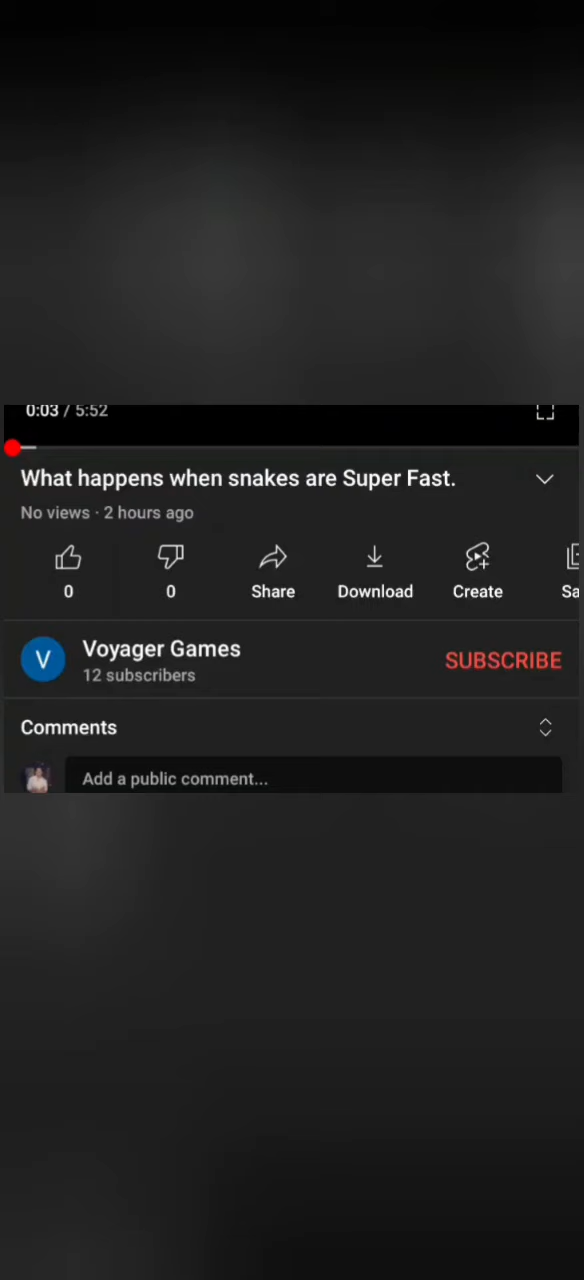 0:03 / 5:52
What happens when snakes are Super Fast.
No views · 2 hours ago
0
0
Share
Download
Create
Sa
Voyager Games
12 subscribers
SUBSCRIBE
V
Comments
Add a public comment...